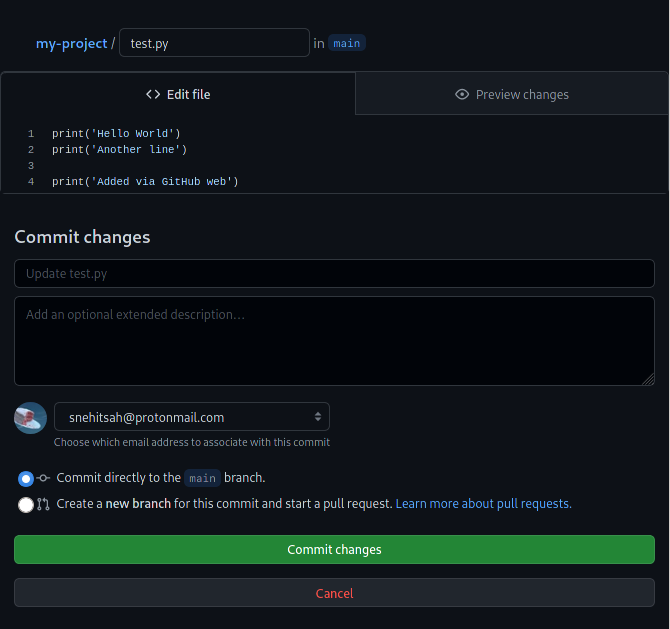 my-project / test.py in main
Edit file Preview changes
1 print('Hello World')
2 print('Another line')
3
4 print('Added via GitHub web')
Commit changes
Update test.py
Add an optional extended description...
snehitsah@protonmail.com
Choose which email address to associate with this commit
Commit directly to the main branch.
Create a new branch for this commit and start a pull request. Learn more about pull requests.
Commit changes
Cancel